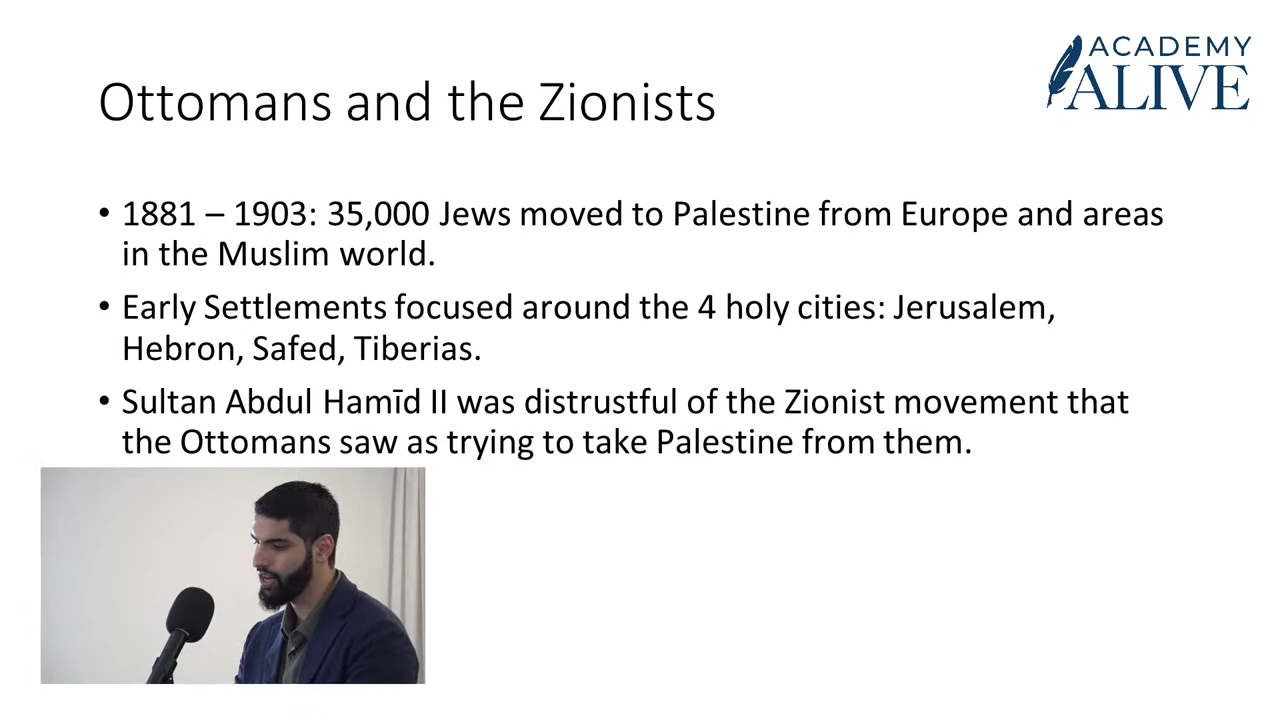 ACADEMY
ALIVE
Ottomans and the Zionists
• 1881 – 1903: 35,000 Jews moved to Palestine from Europe and areas
in the Muslim world.
• Early Settlements focused around the 4 holy cities: Jerusalem,
Hebron, Safed, Tiberias.
• Sultan Abdul Hamīd II was distrustful of the Zionist movement that
the Ottomans saw as trying to take Palestine from them.